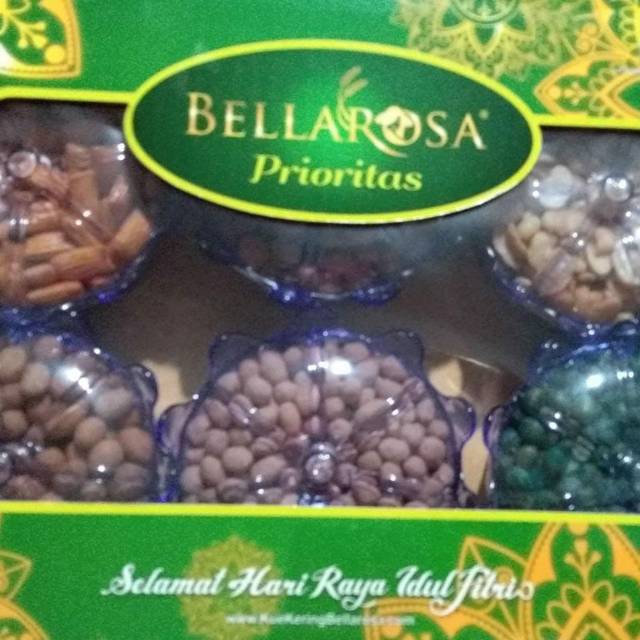 BELLAROSA®
Prioritas
Selamat Hari Raya Idul Fitri
www.KueKeringBellarosa.com